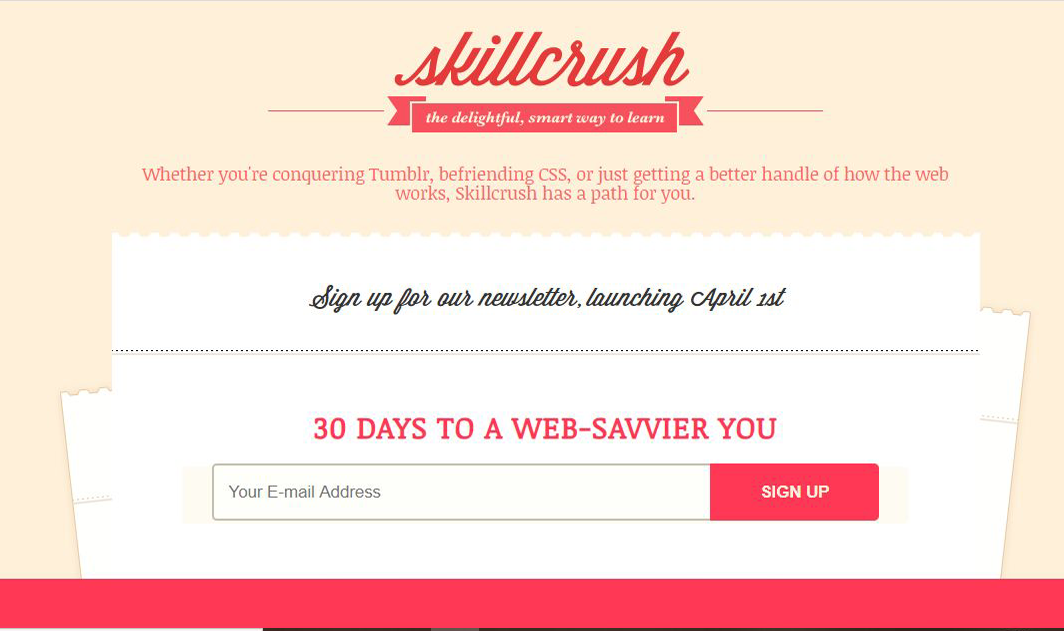 skillcrush
the delightful, smart way to learn
Whether you're conquering Tumblr, befriending CSS, or just getting a better handle of how the web
works, Skillcrush has a path for you.
Sign up for our newsletter, launching April 1st
30 DAYS TO A WEB-SAVVIER YOU
Your E-mail Address
SIGN UP